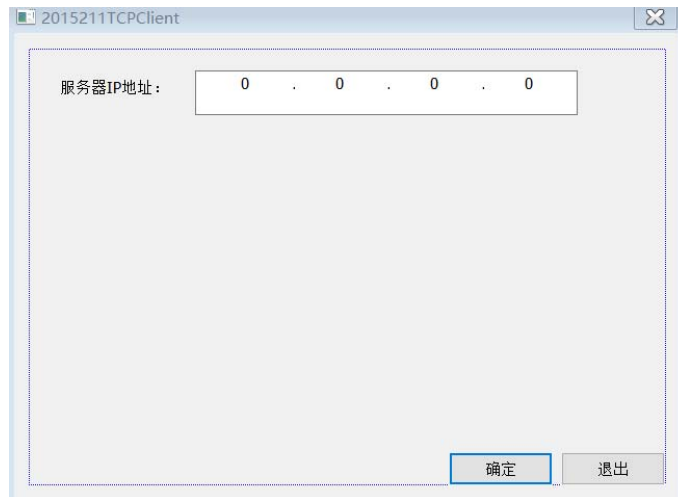 2015211TCPClient
服务器IP地址： 0 . 0 . 0 . 0
确定 退出